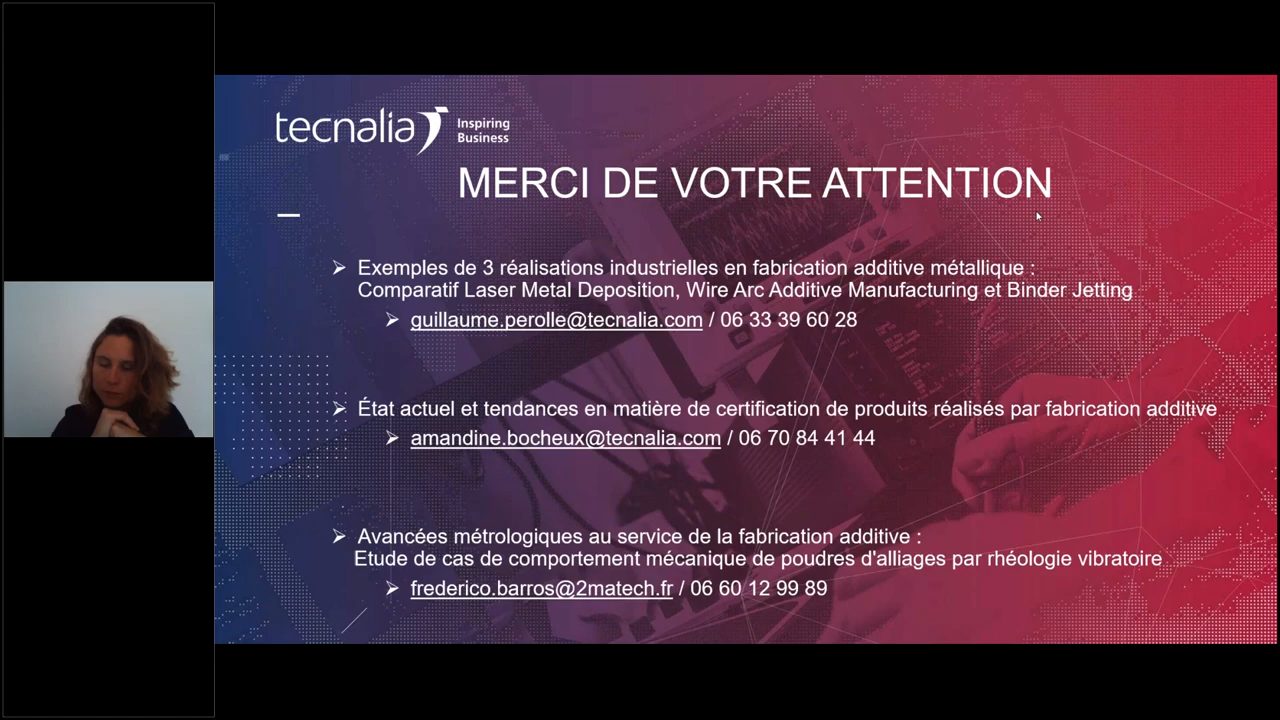 tecnalia Inspiring Business
MERCI DE VOTRE ATTENTION
Exemples de 3 réalisations industrielles en fabrication additive métallique :
Comparatif Laser Metal Deposition, Wire Arc Additive Manufacturing et Binder Jetting
guillaume.perolle@tecnalia.com / 06 33 39 60 28
État actuel et tendances en matière de certification de produits réalisés par fabrication additive
amandine.bocheux@tecnalia.com / 06 70 84 41 44
Avancées métrologiques au service de la fabrication additive :
Etude de cas de comportement mécanique de poudres d'alliages par rhéologie vibratoire
frederico.barros@2matech.fr / 06 60 12 99 89